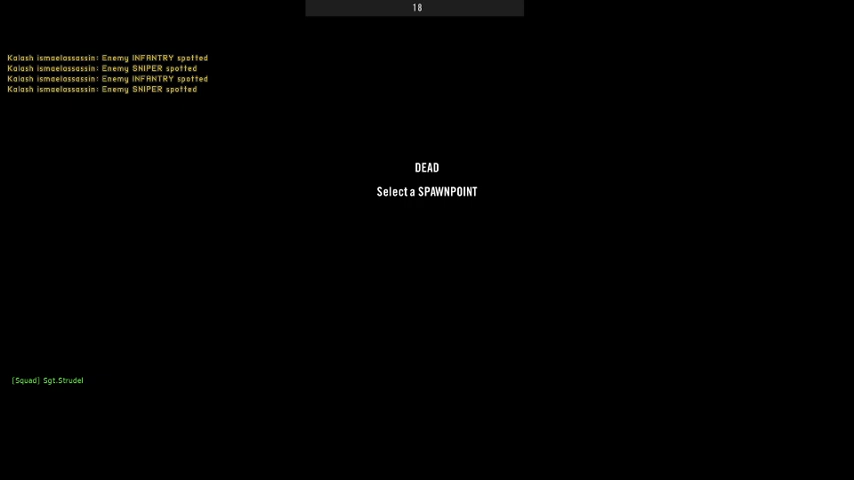 18
Kalash ismaelassassin: Enemy INFANTRY spotted
Kalash ismaelassassin: Enemy SNIPER spotted
Kalash ismaelassassin: Enemy INFANTRY spotted
Kalash ismaelassassin: Enemy SNIPER spotted
DEAD
Select a SPAWNPOINT
[Squad] Sgt.Strudel